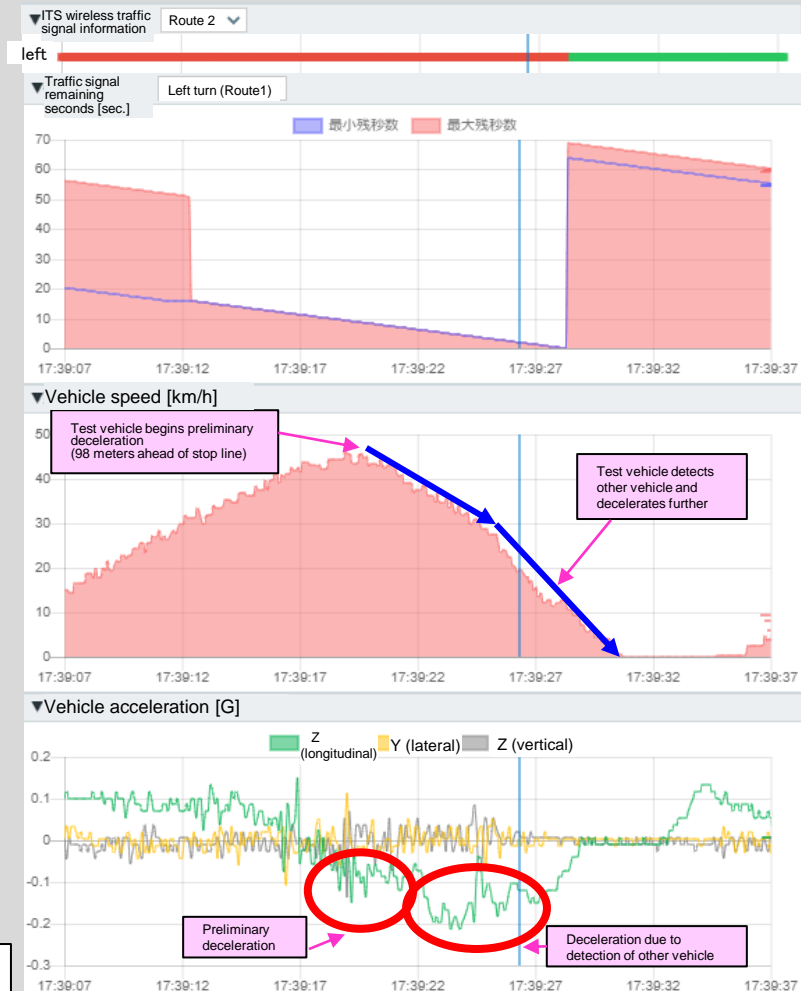 ▼ITS wireless traffic
signal information
Route 2
left
▼Traffic signal
remaining
seconds [sec.]
Left turn (Route1)
最小残秒数 最大残秒数
70
60
50
40
30
20
10
0
17:39:07 17:39:12 17:39:17 17:39:22 17:39:27 17:39:32 17:39:37
▼Vehicle speed [km/h]
Test vehicle begins preliminary
deceleration
(98 meters ahead of stop line)
Test vehicle detects
other vehicle and
decelerates further
50
40
30
20
10
0
17:39:07 17:39:12 17:39:17 17:39:22 17:39:27 17:39:32 17:39:37
▼Vehicle acceleration [G]
Z
(longitudinal) Y (lateral) Z (vertical)
0.2
0.1
0
-0.1
-0.2
-0.3
Preliminary
deceleration
Deceleration due to
detection of other vehicle
17:39:07 17:39:12 17:39:17 17:39:22 17:39:27 17:39:32 17:39:37